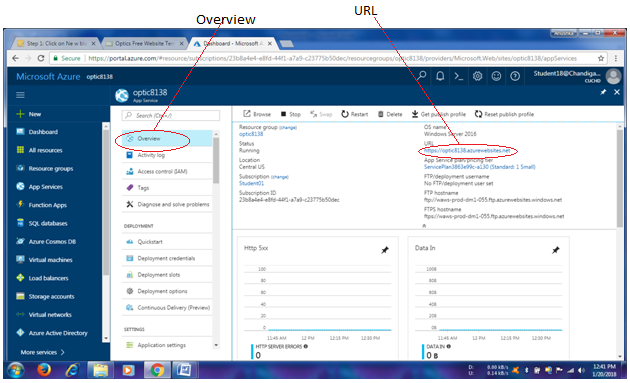 Overview
URL
Anushka
Step 1: Click on Ne w b
Optics Free Website Tem
Dashboard - Microsoft A
Secure https://portal.azure.com/#resource/subscriptions/23b8a4e4-e8fd-44f1-a7a9-c23775b50dec/resourcegroups/optic8138/providers/Microsoft.Web/sites/optic8138/appServices
Microsoft Azure optic8138
Student18@Chandiga...
CUCHD
optic8138
App Service
New
Dashboard
All resources
Resource groups
App Services
Function Apps
SQL databases
Azure Cosmos DB
Virtual machines
Load balancers
Storage accounts
Virtual networks
Azure Active Directory
More services
Search (Ctrl+/)
Overview
Activity log
Access control (IAM)
Tags
Diagnose and solve problems
DEPLOYMENT
Quickstart
Deployment credentials
Deployment slots
Deployment options
Continuous Delivery (Preview)
SETTINGS
Application settings
Browse Stop Swap Restart Delete Get publish profile Reset publish profile
Resource group (change)
optic8138
Status
Running
Location
Central US
Subscription (change)
Student01
Subscription ID
23b8a4e4-e8fd-44f1-a7a9-c23775b50dec
OS name
Windows Server 2016
URL
https://optic8138.azurewebsites.net
App Service plan/pricing tier
ServicePlan3863e99c-a130 (Standard: 1 Small)
FTP/deployment username
No FTP/deployment user set
FTP hostname
ftp://waws-prod-dm1-055.ftp.azurewebsites.windows.net
FTPS hostname
ftps://waws-prod-dm1-055.ftp.azurewebsites.windows.net
Http 5xx
100
80
60
40
20
0
11:45 AM 12 PM 12:15 PM 12:30 PM
HTTP SERVER ERRORS
0
Data In
100B
80B
60B
40B
20B
0B
11:45 AM 12 PM 12:15 PM 12:30 PM
DATA IN
0 B
D: 0.00 kB/s
U: 0.14 kB/s
12:41 PM
1/20/2018